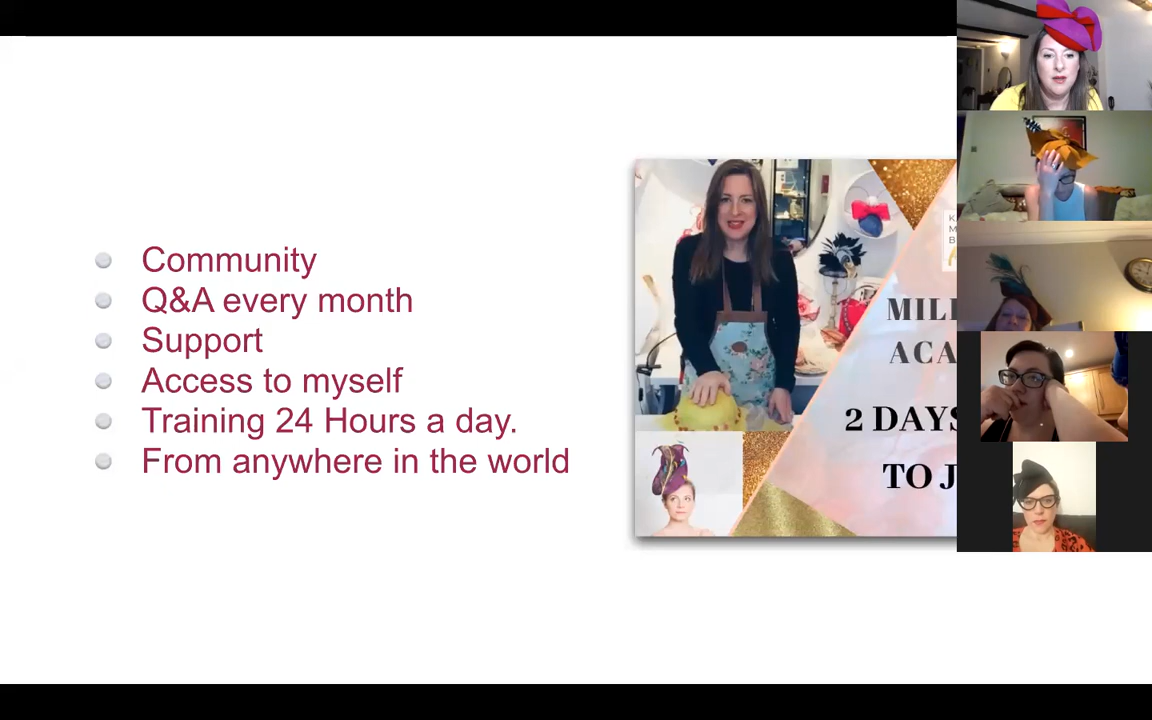 Community
Q&A every month
Support
Access to myself
Training 24 Hours a day.
From anywhere in the world
K
M
B
MIL
ACA
2 DAYS
TO J